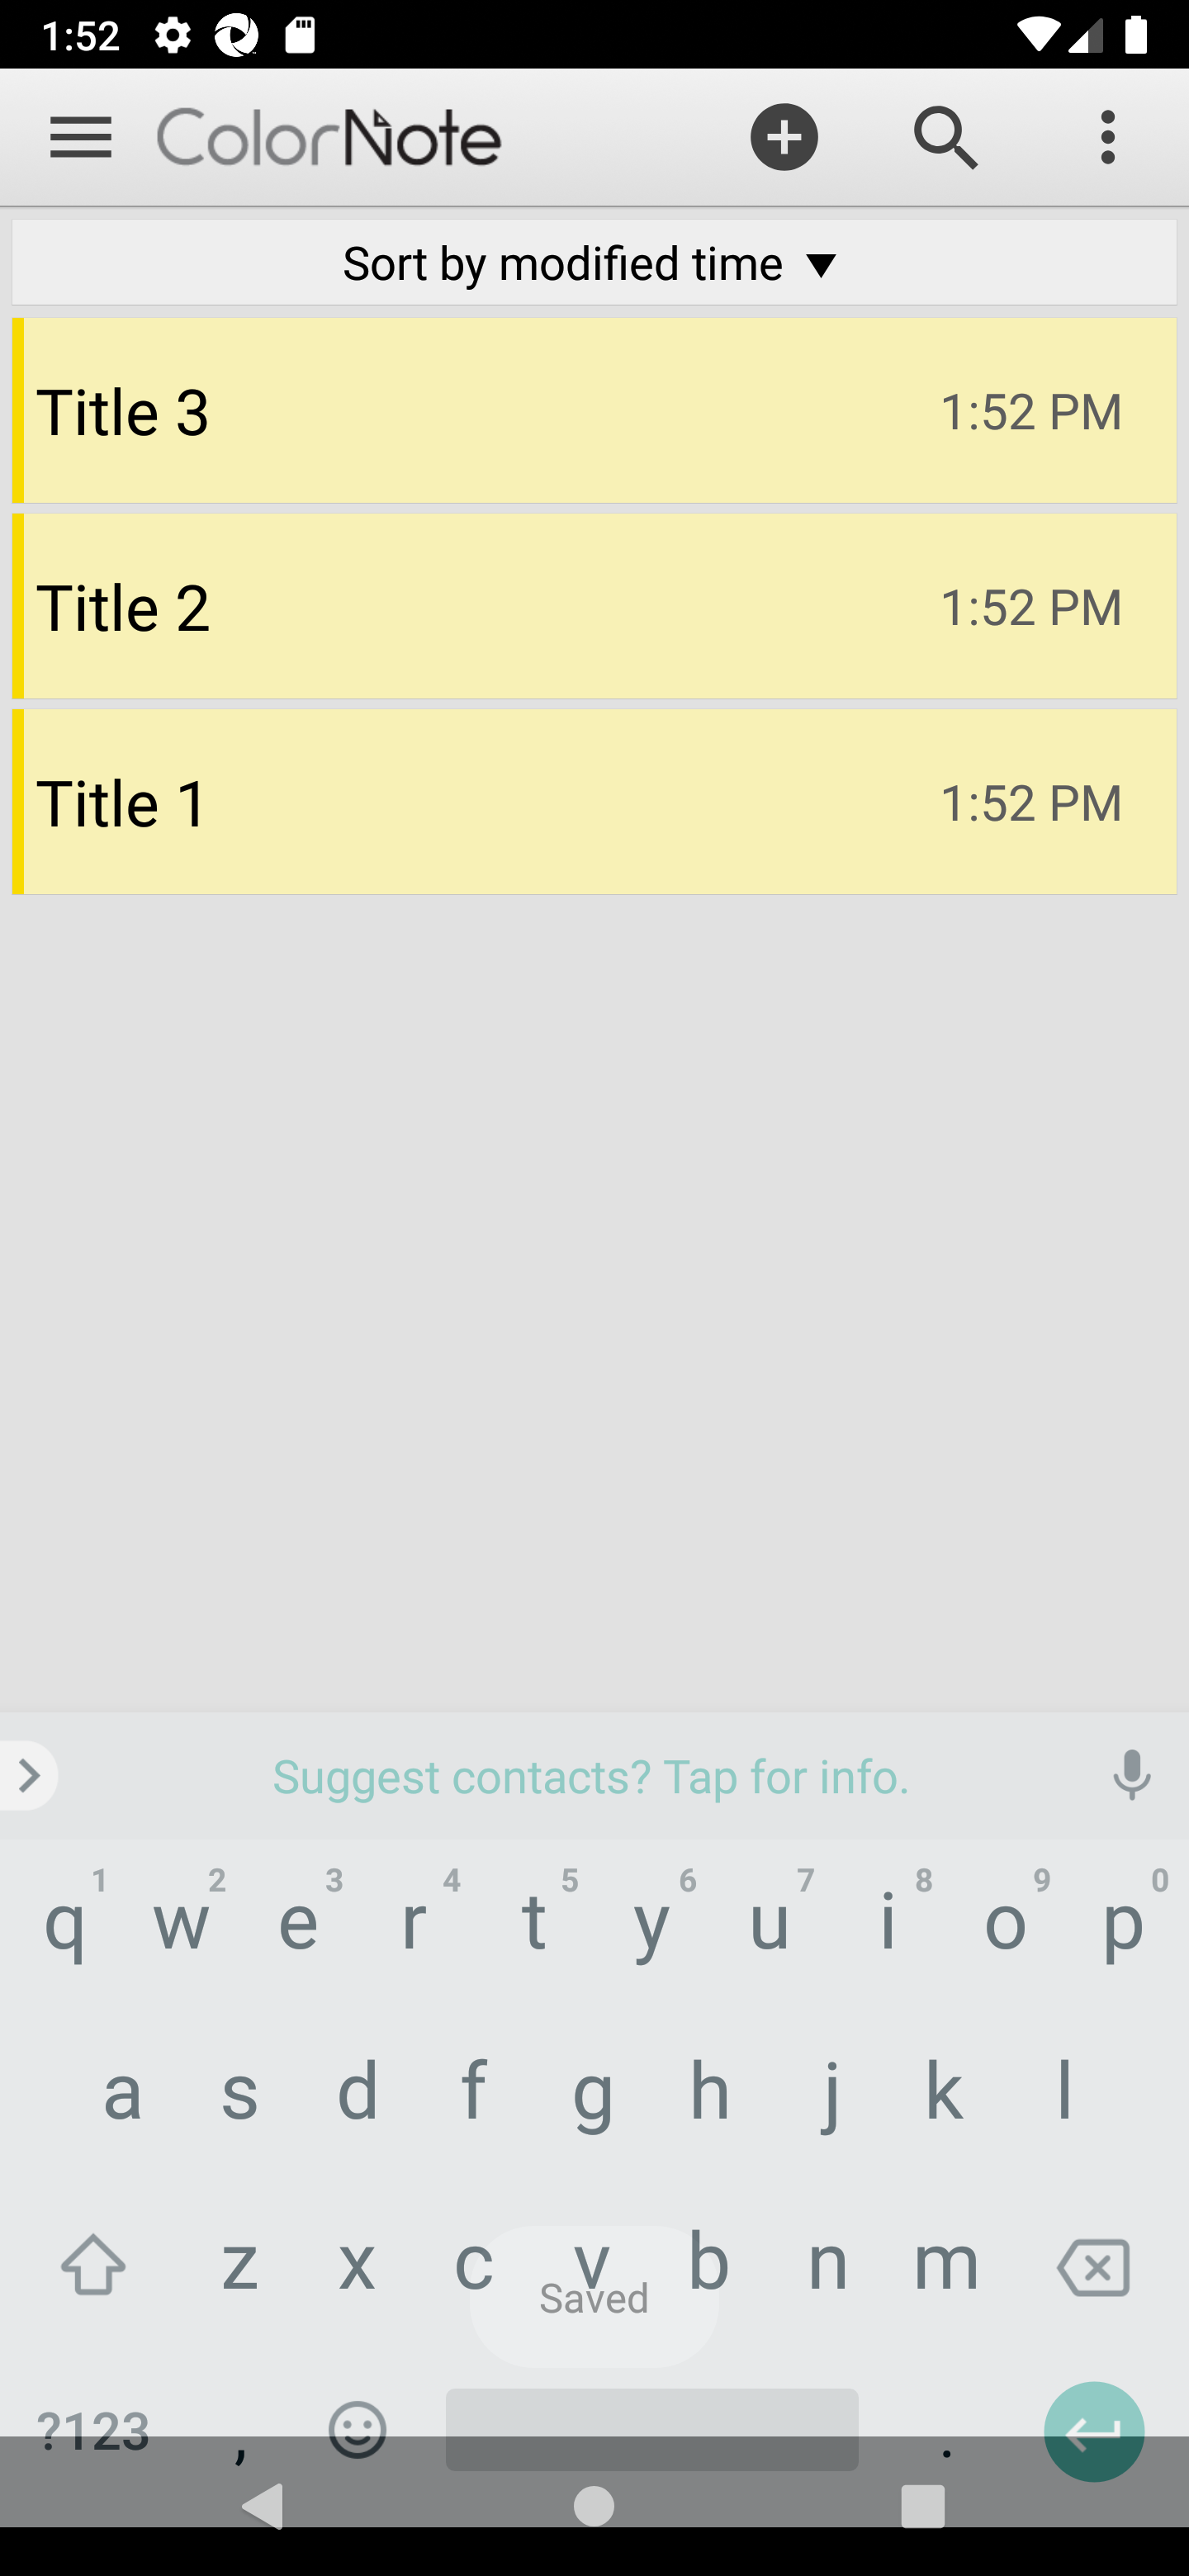 1:52
ColorNote
Sort by modified time ▼
Title 3 1:52 PM
Title 2 1:52 PM
Title 1 1:52 PM
Suggest contacts? Tap for info.
1 2 3 4 5 6 7 8 9 0
q w e r t y u i o p
a s d f g h j k l
z x c v b n m
Saved
?123 , .